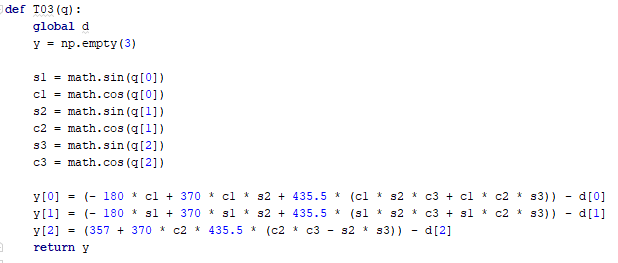 def T03(q):
    global d
    y = np.empty(3)

    s1 = math.sin(q[0])
    c1 = math.cos(q[0])
    s2 = math.sin(q[1])
    c2 = math.cos(q[1])
    s3 = math.sin(q[2])
    c3 = math.cos(q[2])

    y[0] = (- 180 * c1 + 370 * c1 * s2 + 435.5 * (c1 * s2 * c3 + c1 * c2 * s3)) - d[0]
    y[1] = (- 180 * s1 + 370 * s1 * s2 + 435.5 * (s1 * s2 * c3 + s1 * c2 * s3)) - d[1]
    y[2] = (357 + 370 * c2 * 435.5 * (c2 * c3 - s2 * s3)) - d[2]
    return y